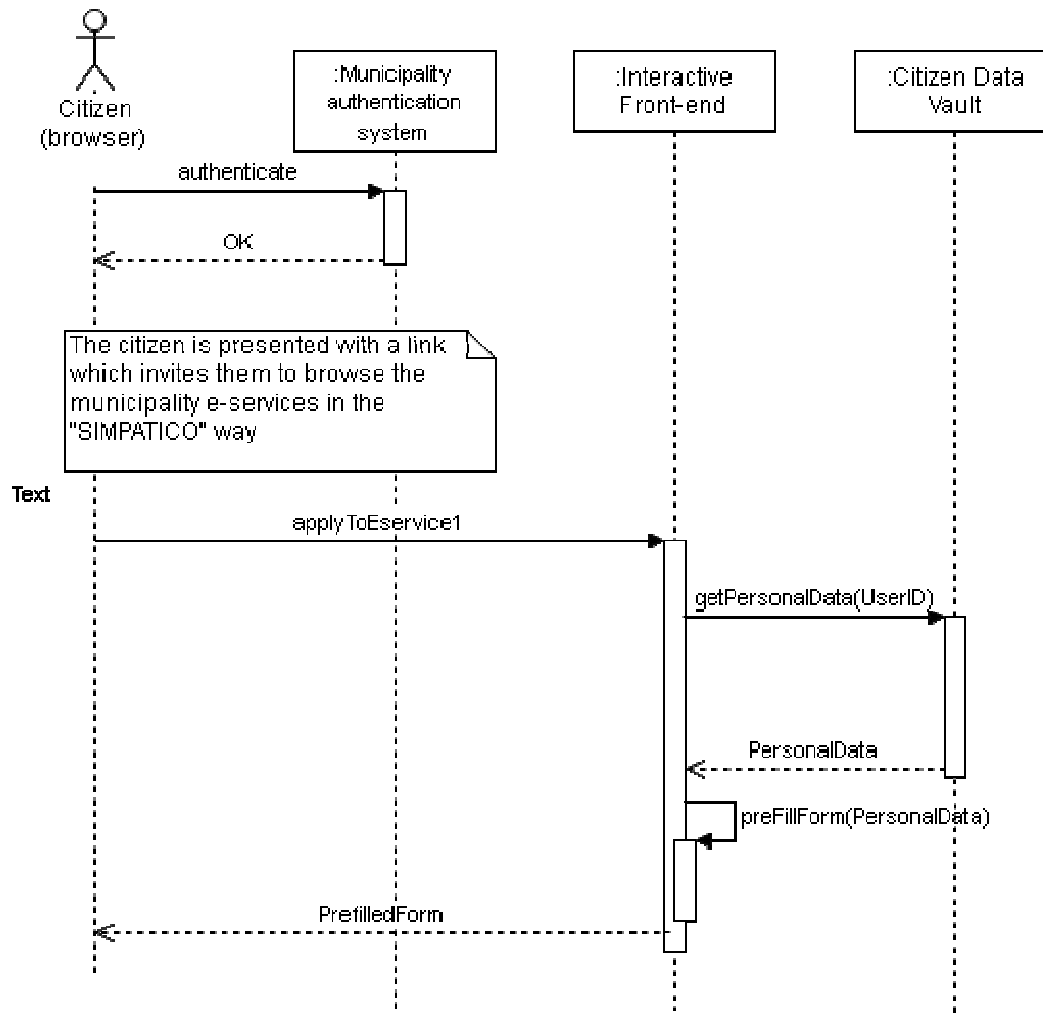 Citizen
(browser)
:Municipality
authentication
system
:Interactive
Front-end
:Citizen Data
Vault
authenticate
OK
The citizen is presented with a link
which invites them to browse the
municipality e-services in the
"SIMPATICO" way
Text
applyToEservice1
getPersonalData(UserID)
PersonalData
preFillForm(PersonalData)
PrefilledForm